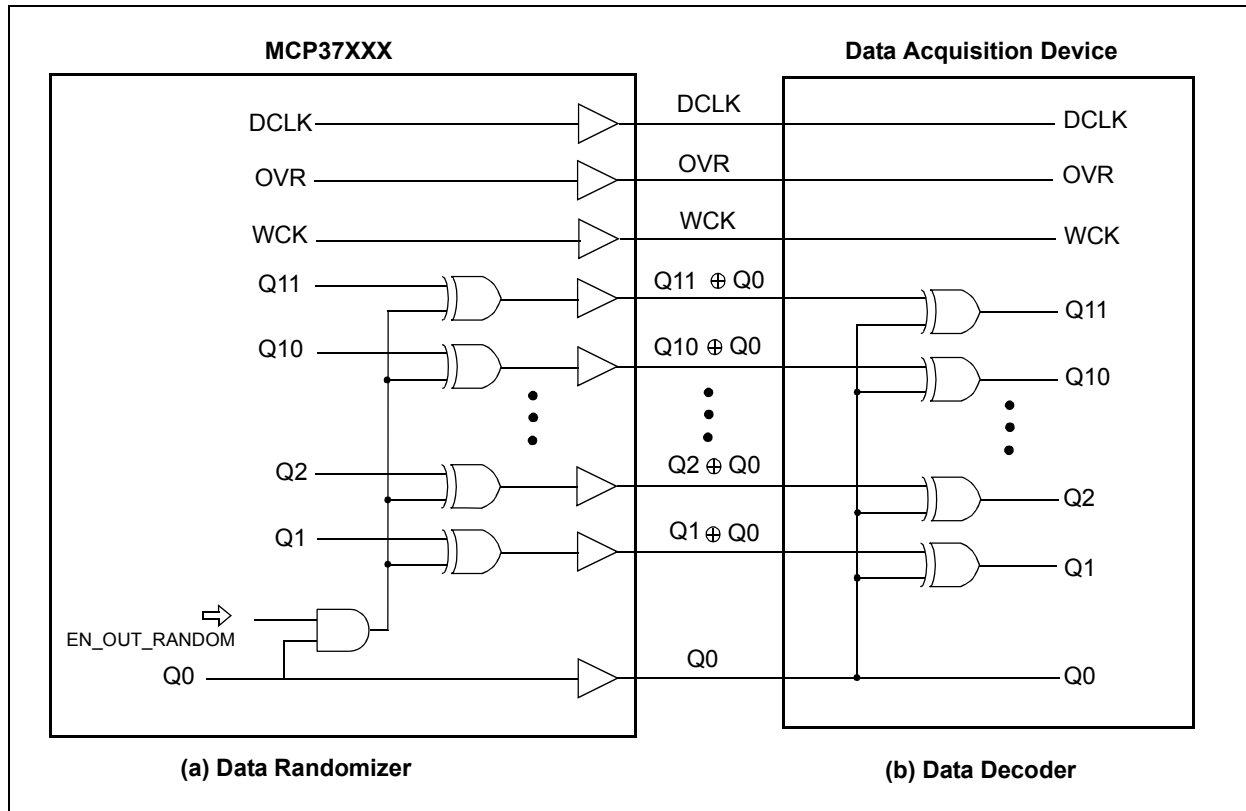 MCP37XXX
Data Acquisition Device
DCLK
DCLK
DCLK
OVR
OVR
OVR
WCK
WCK
WCK
Q11
Q11 ⊕ Q0
Q11
Q10
Q10 ⊕ Q0
Q10
Q2
Q2 ⊕ Q0
Q2
Q1
Q1 ⊕ Q0
Q1
EN_OUT_RANDOM
Q0
Q0
Q0
(a) Data Randomizer
(b) Data Decoder